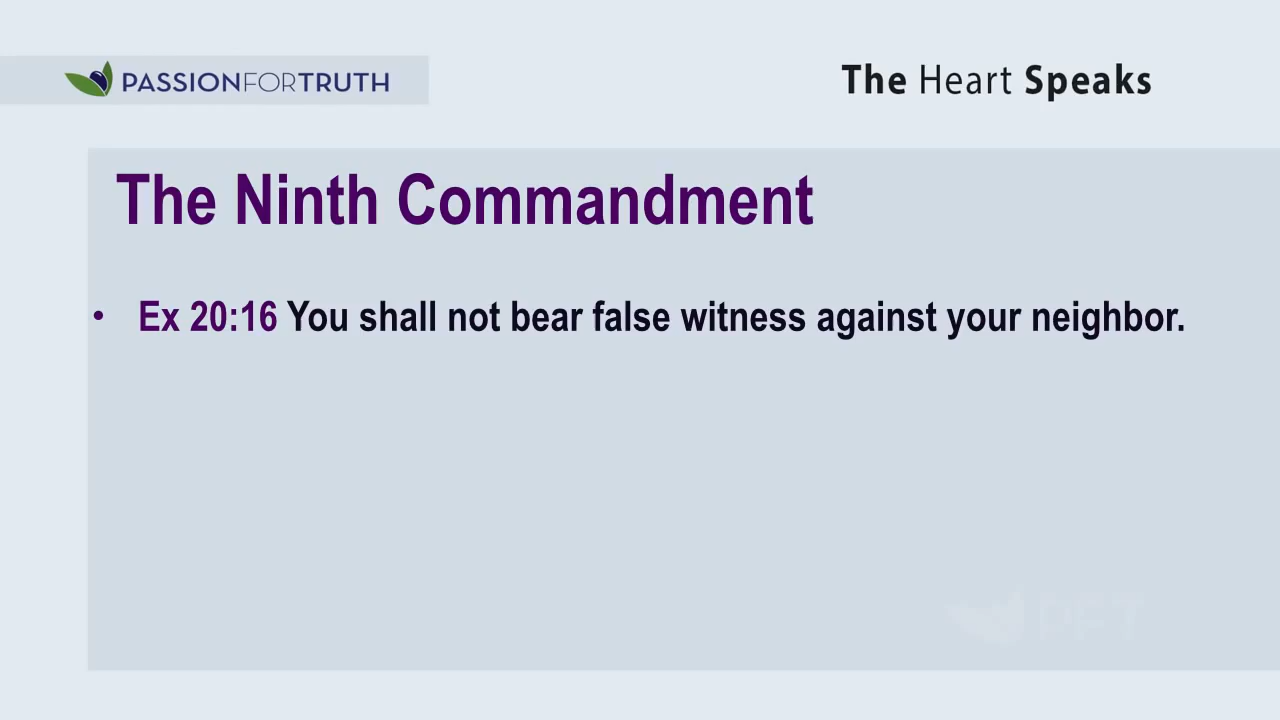 PASSIONFORTRUTH
The Heart Speaks
The Ninth Commandment
• Ex 20:16 You shall not bear false witness against your neighbor.
PFT